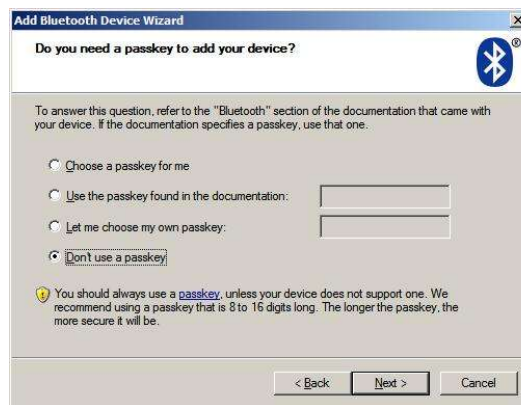 Add Bluetooth Device Wizard
Do you need a passkey to add your device?
®
To answer this question, refer to the "Bluetooth" section of the documentation that came with
your device. If the documentation specifies a passkey, use that one.
Choose a passkey for me
Use the passkey found in the documentation:
Let me choose my own passkey:
Don't use a passkey
You should always use a passkey, unless your device does not support one. We
recommend using a passkey that is 8 to 16 digits long. The longer the passkey, the
more secure it will be.
< Back Next > Cancel